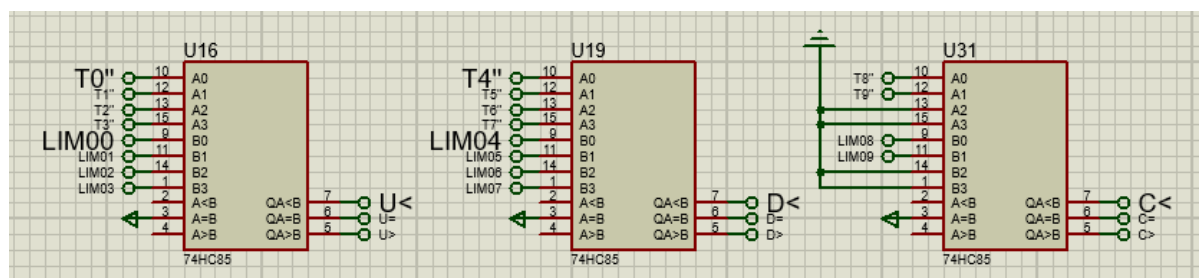 U16
T0" 10 A0
T1" 12 A1
T2" 13 A2
T3" 15 A3
LIM00 9 B0
LIM01 11 B1
LIM02 14 B2
LIM03 1 B3
2 A<B QA<B 7 U<
3 A=B QA=B 6 U=
4 A>B QA>B 5 U>
74HC85
U19
T4" 10 A0
T5" 12 A1
T6" 13 A2
T7" 15 A3
LIM04 9 B0
LIM05 11 B1
LIM06 14 B2
LIM07 1 B3
2 A<B QA<B 7 D<
3 A=B QA=B 6 D=
4 A>B QA>B 5 D>
74HC85
U31
T8" 10 A0
T9" 12 A1
13 A2
15 A3
LIM08 9 B0
LIM09 11 B1
14 B2
1 B3
2 A<B QA<B 7 C<
3 A=B QA=B 6 C=
4 A>B QA>B 5 C>
74HC85